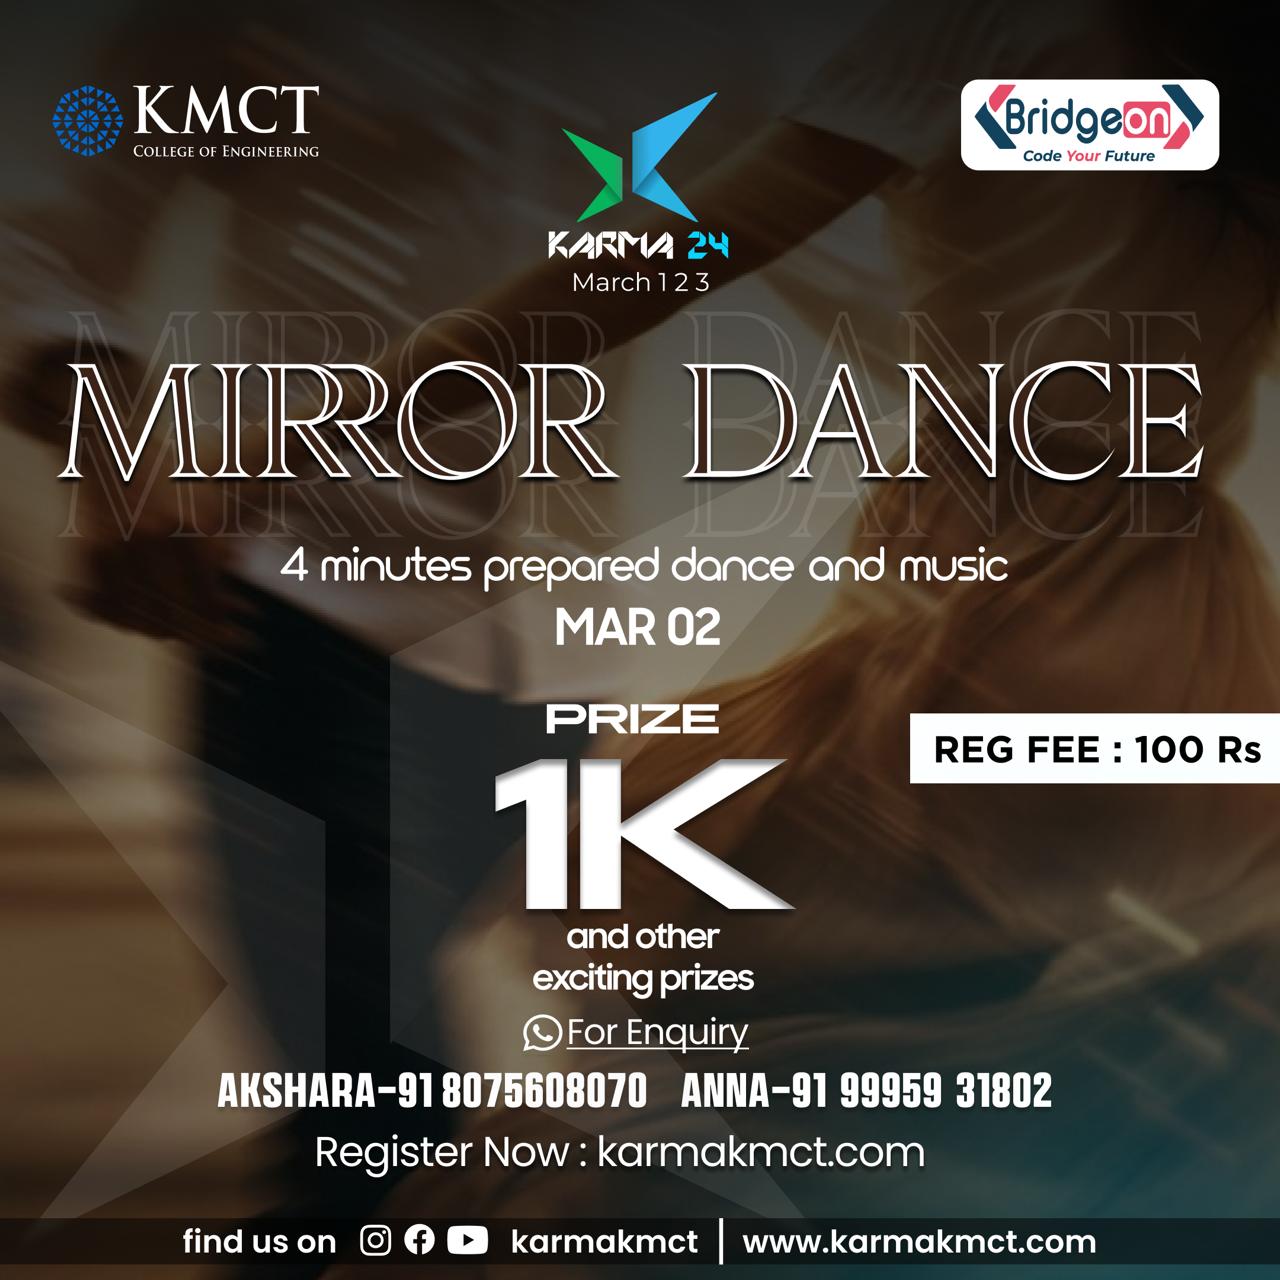 KMCT
COLLEGE OF ENGINEERING
Bridgeon
Code Your Future
KARMA 24
March 1 2 3
MIRROR DANCE
4 minutes prepared dance and music
MAR 02
PRIZE
REG FEE : 100 Rs
1K
and other
exciting prizes
For Enquiry
AKSHARA-91 8075608070 ANNA-91 99959 31802
Register Now : karmakmct.com
find us on karmakmct | www.karmakmct.com